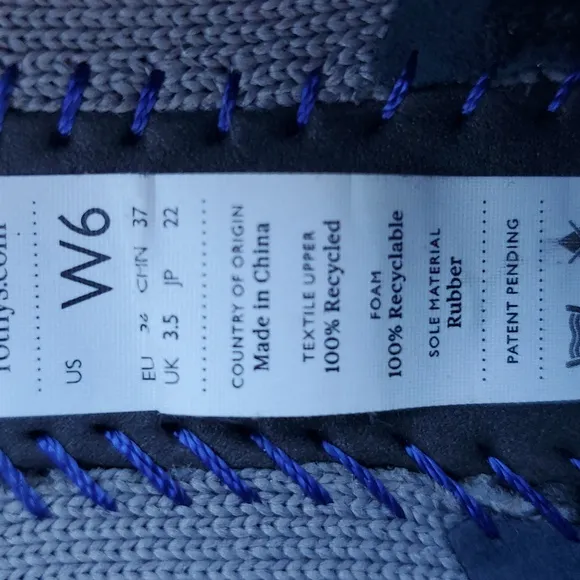 rothys.com
US W6
EU 36 CHN 37
UK 3.5 JP 22
COUNTRY OF ORIGIN
Made in China
TEXTILE UPPER
100% Recycled
FOAM
100% Recyclable
SOLE MATERIAL
Rubber
PATENT PENDING